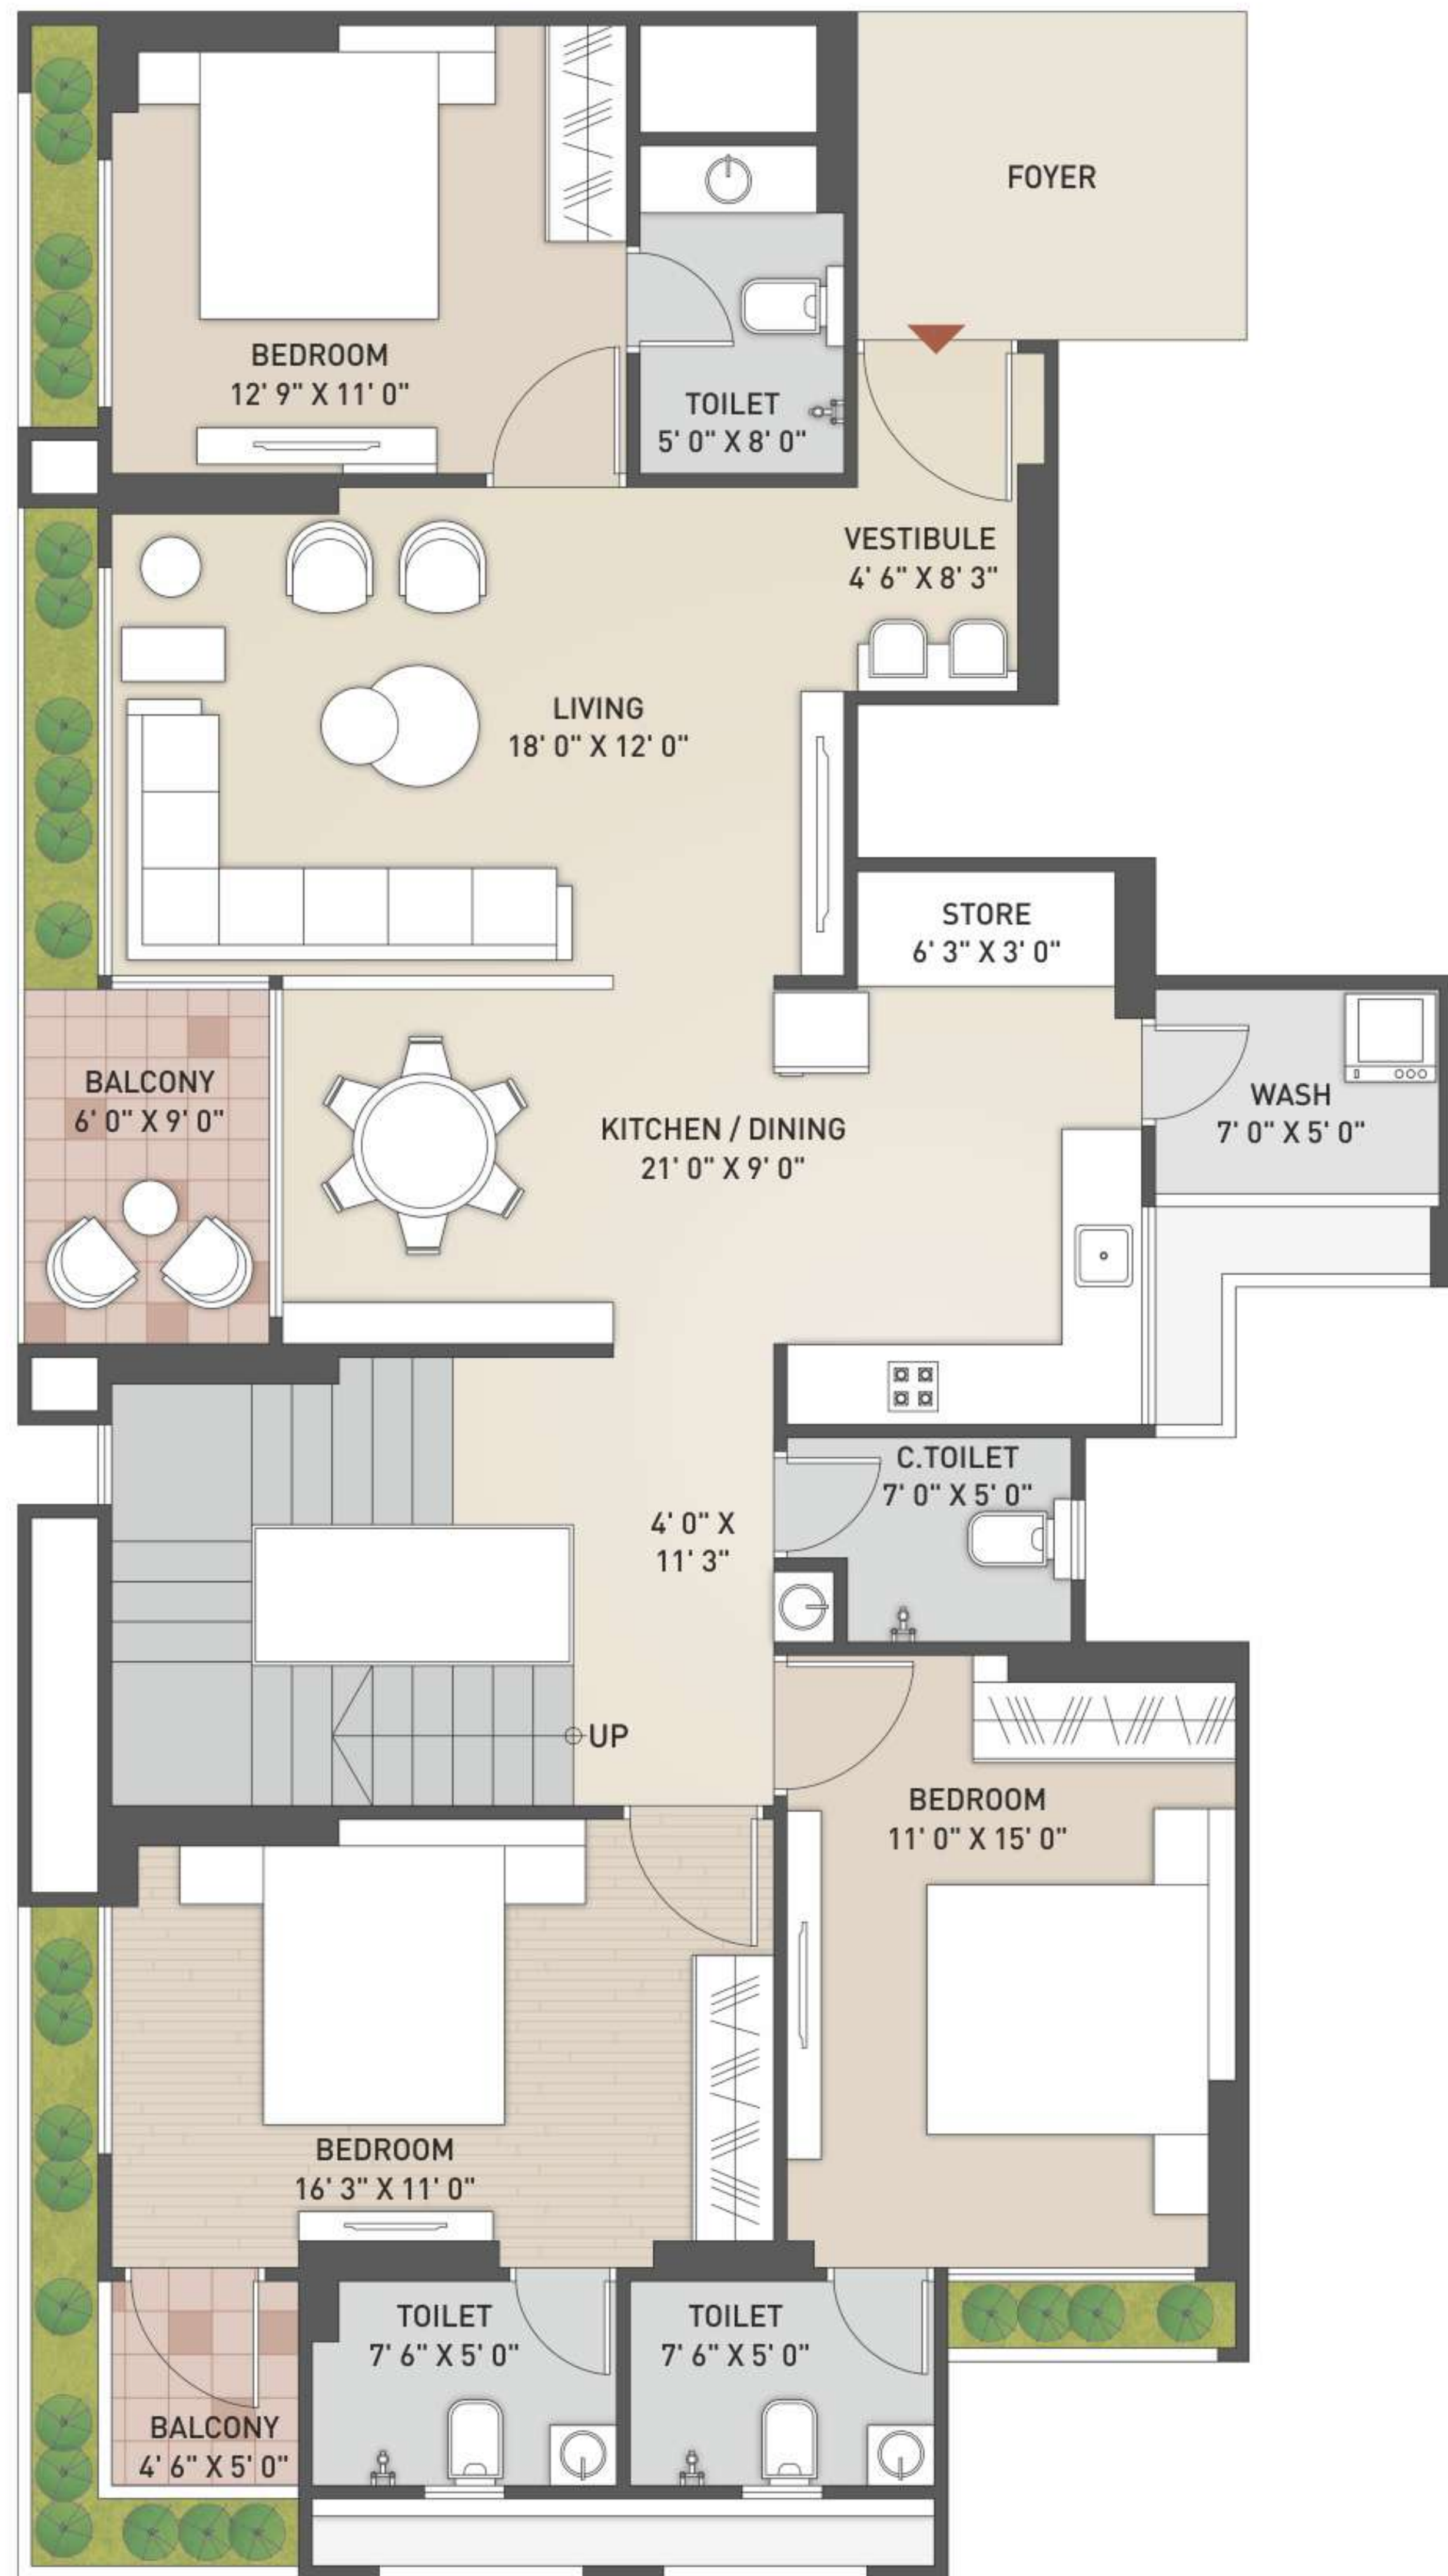 FOYER
BEDROOM
12' 9" X 11' 0"
TOILET
5' 0" X 8' 0"
VESTIBULE
4' 6" X 8' 3"
LIVING
18' 0" X 12' 0"
STORE
6' 3" X 3' 0"
BALCONY
6' 0" X 9' 0"
KITCHEN / DINING
21' 0" X 9' 0"
WASH
7' 0" X 5' 0"
C.TOILET
7' 0" X 5' 0"
4' 0" X
11' 3"
UP
BEDROOM
11' 0" X 15' 0"
BEDROOM
16' 3" X 11' 0"
TOILET
7' 6" X 5' 0"
TOILET
7' 6" X 5' 0"
BALCONY
4' 6" X 5' 0"